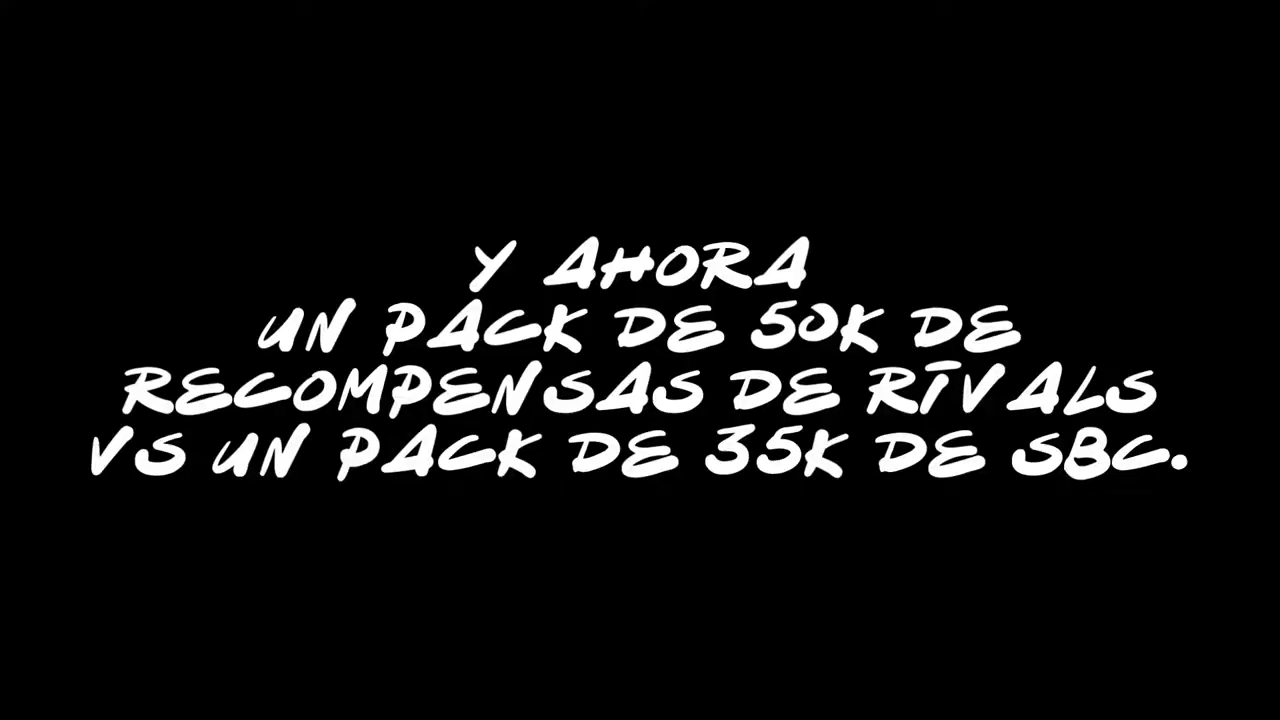 Y AHORA
UN PACK DE 50K DE
RECOMPENSAS DE RIVALS
VS UN PACK DE 35K DE SBC.